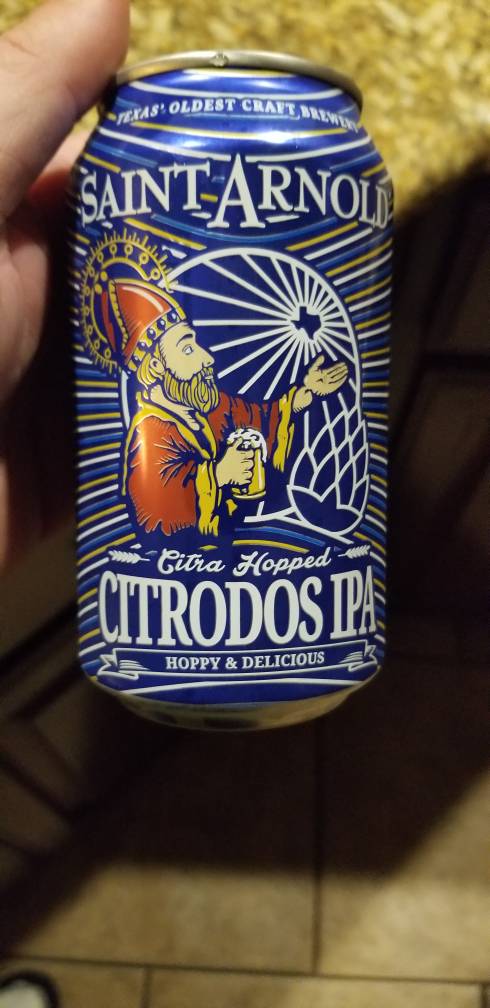 TEXAS' OLDEST CRAFT BREWERY
SAINT ARNOLD
Citra Hopped
CITRODOS IPA
HOPPY & DELICIOUS